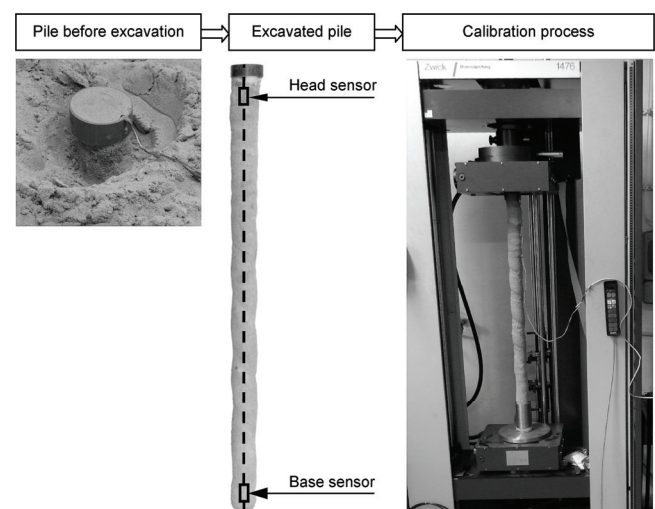 Pile before excavation
Excavated pile
Calibration process
Head sensor
Base sensor
Zwick
1476